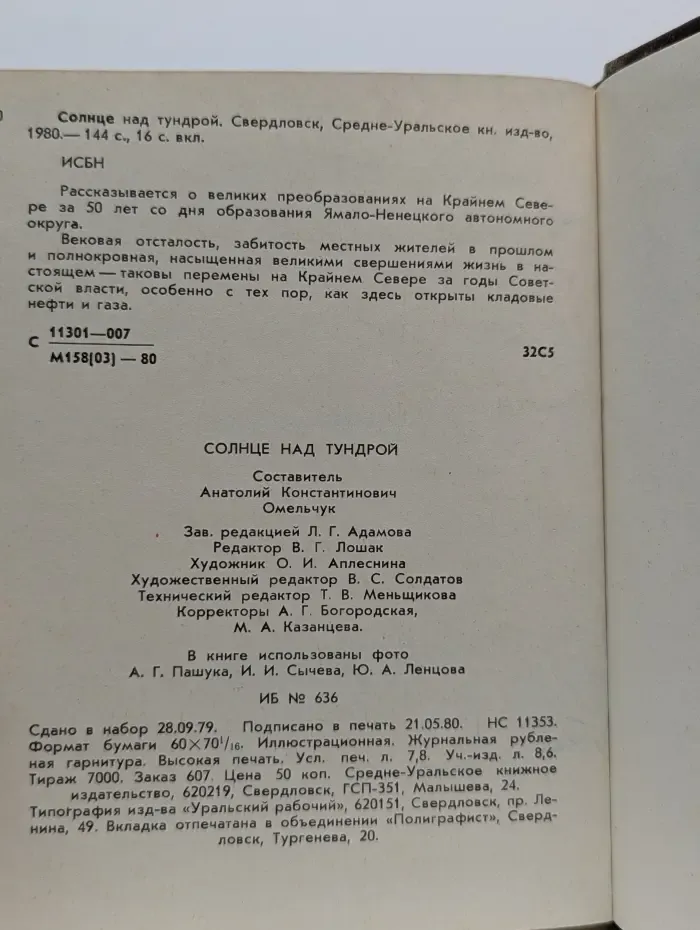 Солнце над тундрой. Свердловск, Средне-Уральское кн. изд-во,
1980.— 144 с., 16 с. вкл.
ИСБН
Рассказывается о великих преобразованиях на Крайнем Севе-
ре за 50 лет со дня образования Ямало-Ненецкого автономного
округа.
Вековая отсталость, забитость местных жителей в прошлом
и полнокровная, насыщенная великими свершениями жизнь в на-
стоящем — таковы перемены на Крайнем Севере за годы Совет-
ской власти, особенно с тех пор, как здесь открыты кладовые
нефти и газа.
С 11301—007
М158(03) — 80
32С5
СОЛНЦЕ НАД ТУНДРОЙ
Составитель
Анатолий Константинович
Омельчук
Зав. редакцией Л. Г. Адамова
Редактор В. Г. Лошак
Художник О. И. Аплеснина
Художественный редактор В. С. Солдатов
Технический редактор Т. В. Меньщикова
Корректоры А. Г. Богородская,
М. А. Казанцева.
В книге использованы фото
А. Г. Пашука, И. И. Сычева, Ю. А. Ленцова
ИБ № 636
Сдано в набор 28.09.79. Подписано в печать 21.05.80. НС 11353.
Формат бумаги 60×70¹/₁₆. Иллюстрационная. Журнальная рубле-
ная гарнитура. Высокая печать. Усл. печ. л. 7,8. Уч.-изд. л. 8,6.
Тираж 7000. Заказ 607. Цена 50 коп. Средне-Уральское книжное
издательство, 620219, Свердловск, ГСП-351, Малышева, 24.
Типография изд-ва «Уральский рабочий», 620151, Свердловск, пр. Ле-
нина, 49. Вкладка отпечатана в объединении «Полиграфист», Сверд-
ловск, Тургенева, 20.